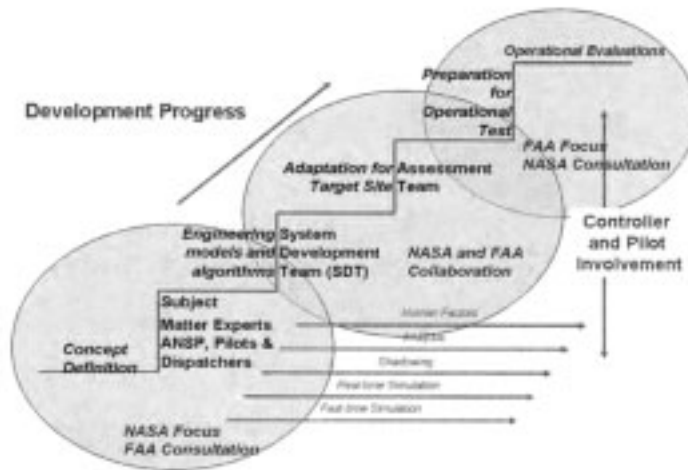 Operational Evaluations
Preparation
for
Operational
Test
Development Progress
FAA Focus
NASA Consultation
Adaptation for Assessment
Target Site Team
Controller
and Pilot
Involvement
Engineering System
models and Development
algorithms Team (SDT)
NASA and FAA
Collaboration
Subject
Matter Experts
ANSP, Pilots &
Dispatchers
Concept
Definition
Human Factors
Analysis
Shadowing
Real-time Simulation
Fast-time Simulation
NASA Focus
FAA Consultation